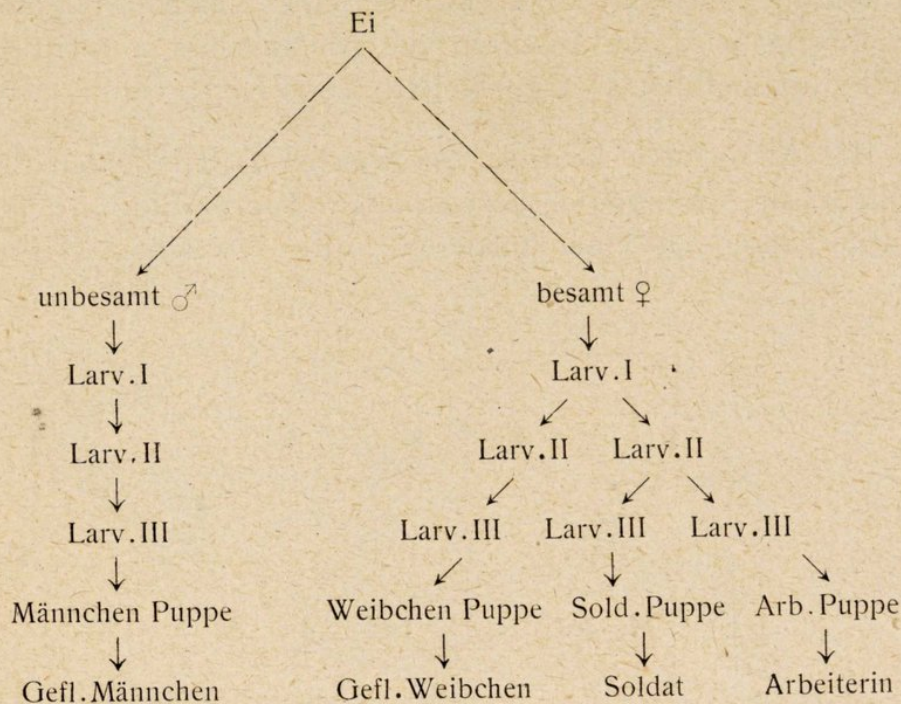 Ei
unbesamt ♂ besamt ♀
Larv.I Larv.I
Larv.II Larv.II Larv.II
Larv.III Larv.III Larv.III Larv.III
Männchen Puppe Weibchen Puppe Sold.Puppe Arb.Puppe
Gefl.Männchen Gefl.Weibchen Soldat Arbeiterin